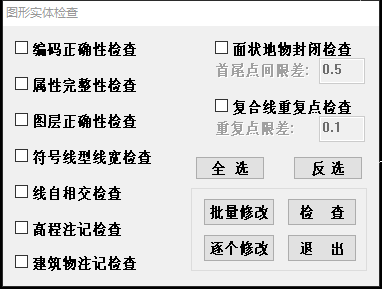 图形实体检查
编码正确性检查
属性完整性检查
图层正确性检查
符号线型线宽检查
线自相交检查
高程注记检查
建筑物注记检查
面状地物封闭检查
首尾点间限差: 0.5
复合线重复点检查
重复点限差: 0.1
全 选 反 选
批量修改 检 查
逐个修改 退 出